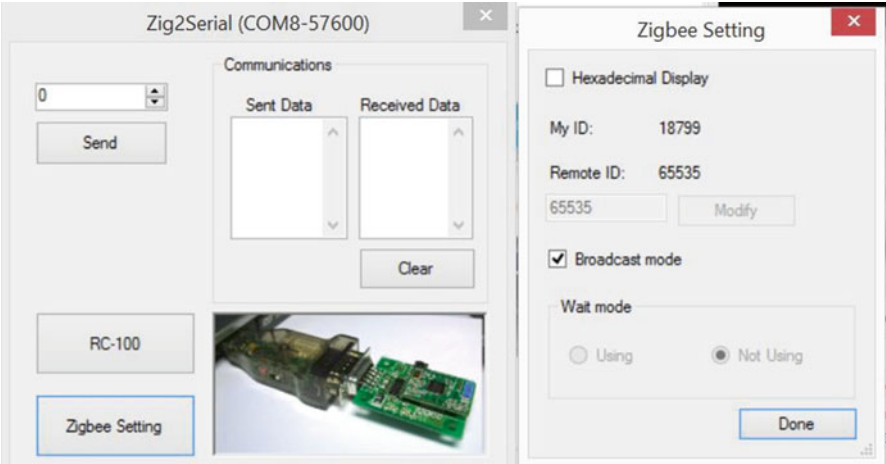 Zig2Serial (COM8-57600)
0
Send
Communications
Sent Data
Received Data
Clear
RC-100
Zigbee Setting
Zigbee Setting
Hexadecimal Display
My ID: 18799
Remote ID: 65535
65535
Modify
Broadcast mode
Wait mode
Using
Not Using
Done